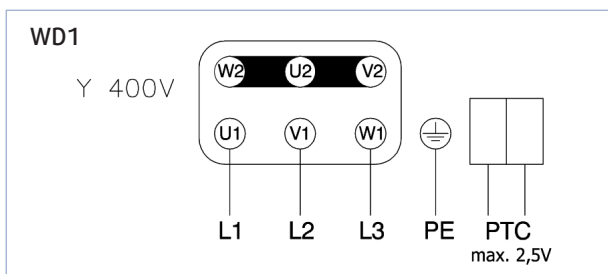 WD1
Y 400V
W2 U2 V2
U1 V1 W1
L1 L2 L3 PE PTC
max. 2,5V